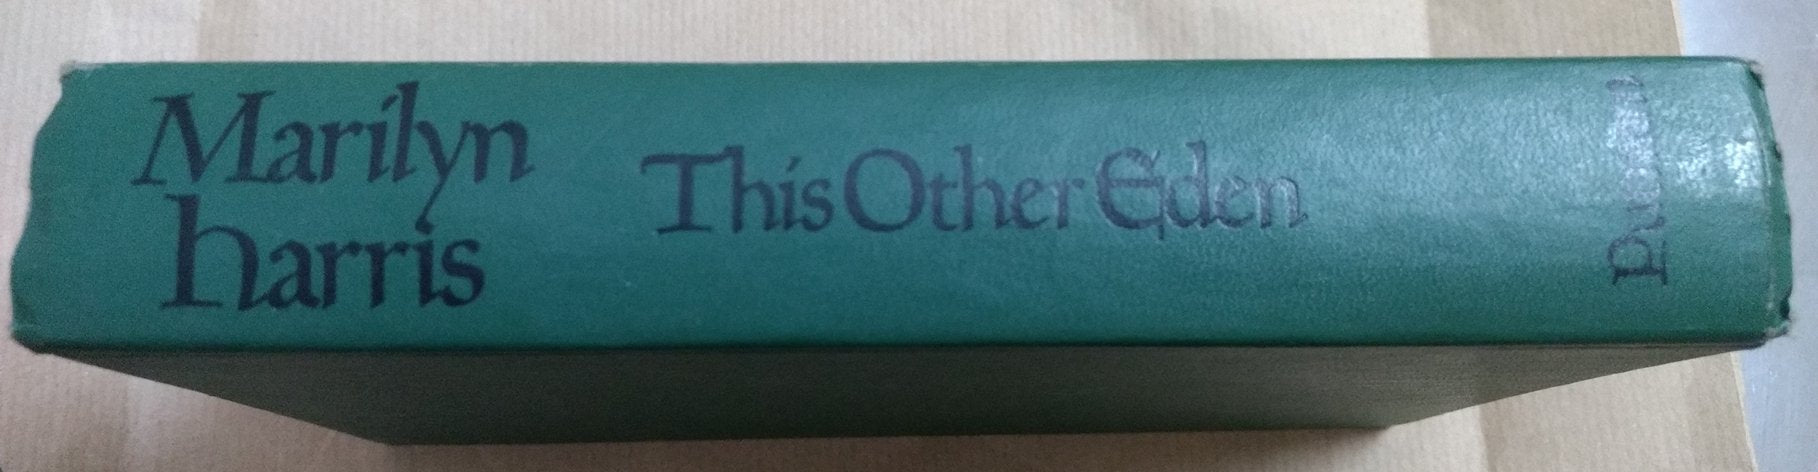 Marilyn
harris
This Other Eden
Putnam